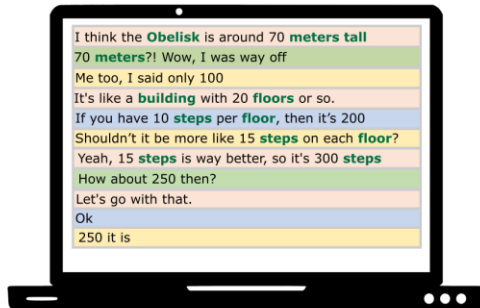 I think the Obelisk is around 70 meters tall
70 meters?! Wow, I was way off
Me too, I said only 100
It's like a building with 20 floors or so.
If you have 10 steps per floor, then it's 200
Shouldn't it be more like 15 steps on each floor?
Yeah, 15 steps is way better, so it's 300 steps
How about 250 then?
Let's go with that.
Ok
250 it is